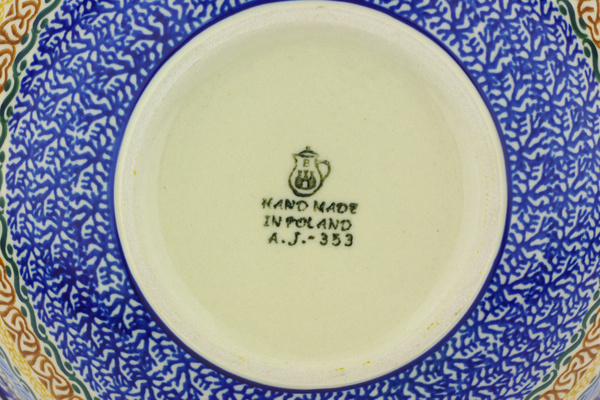 B
HAND MADE
IN POLAND
A.J.-353